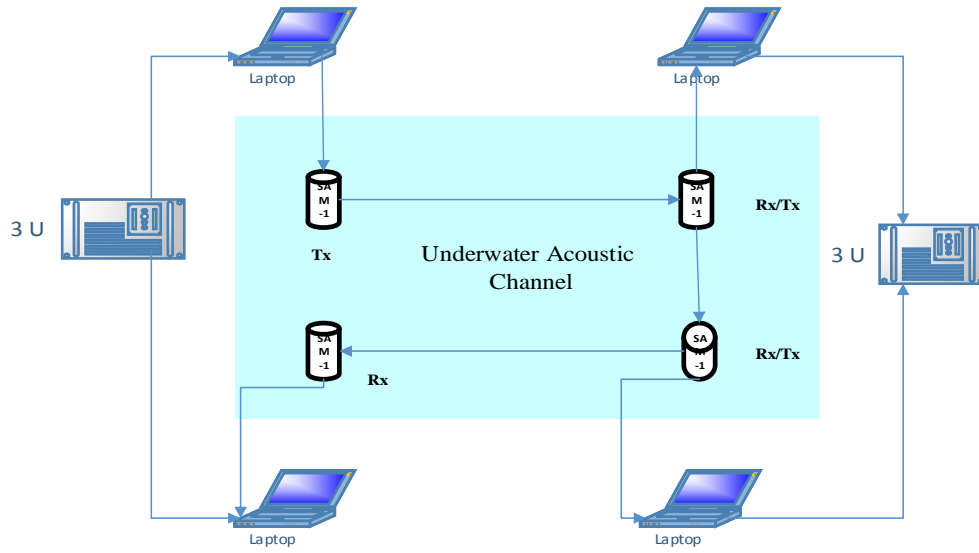 Laptop
Laptop
SA
M
-1
SA
M
-1
Rx/Tx
3 U
Tx
Underwater Acoustic
Channel
3 U
SA
M
-1
Rx
SA
M
-1
Rx/Tx
Laptop
Laptop